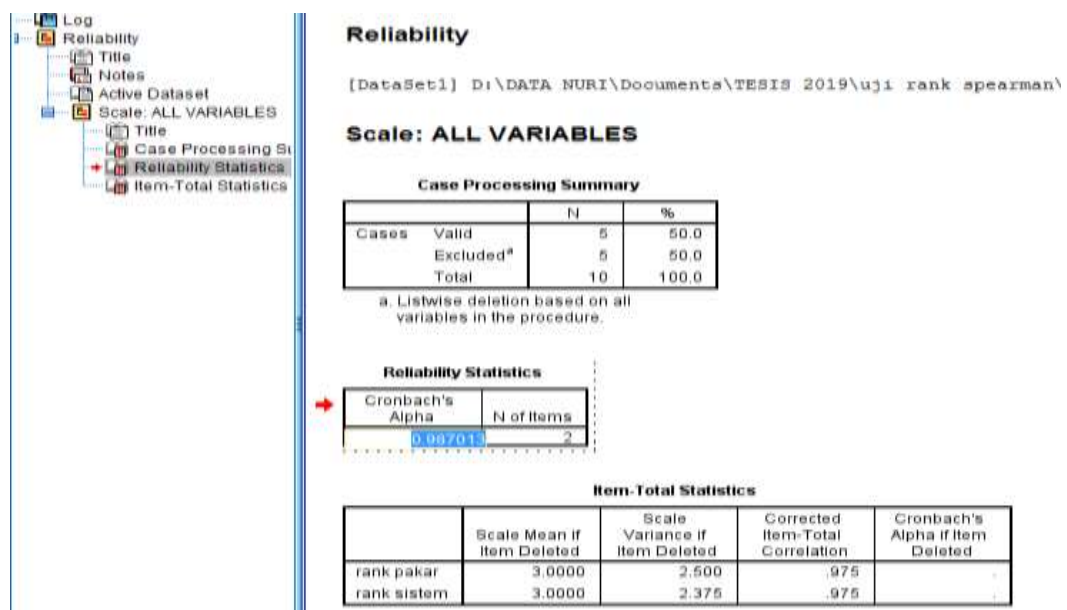 Log
Reliability
Title
Notes
Active Dataset
Scale: ALL VARIABLES
Title
Case Processing Su
Reliability Statistics
Item-Total Statistics
Reliability
[DataSet1] D:\DATA NURI\Documents\TESIS 2019\uji rank spearman\
Scale: ALL VARIABLES
Case Processing Summary
N %
Cases Valid 5 50.0
Excludedª 5 50.0
Total 10 100.0
a. Listwise deletion based on all
variables in the procedure.
Reliability Statistics
Cronbach's
Alpha N of Items
0.987013 2
Item-Total Statistics
Scale Mean if
Item Deleted Scale
Variance if
Item Deleted Corrected
Item-Total
Correlation Cronbach's
Alpha if Item
Deleted
rank pakar 3.0000 2.500 .975 .
rank sistem 3.0000 2.375 .975 .